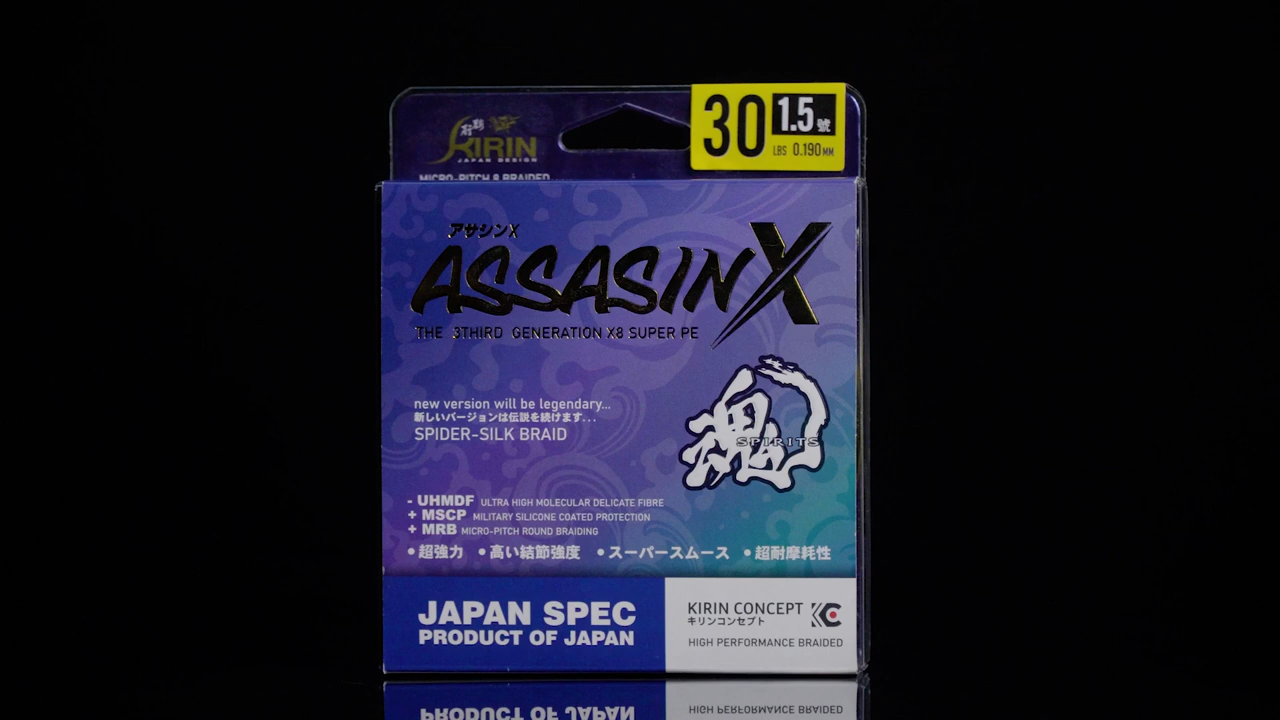 KIRIN
JAPAN DESIGN
30 LBS
1.5號
0.190MM
MICRO-PITCH 8 BRAIDED
アサシンX
ASSASINX
THE 3THIRD GENERATION X8 SUPER PE
new version will be legendary...
新しいバージョンは伝説を続けます...
SPIDER-SILK BRAID
魂
SPIRITS
- UHMDF ULTRA HIGH MOLECULAR DELICATE FIBRE
+ MSCP MILITARY SILICONE COATED PROTECTION
+ MRB MICRO-PITCH ROUND BRAIDING
•超強力 •高い結節強度 •スーパースムース •超耐摩耗性
JAPAN SPEC
PRODUCT OF JAPAN
KIRIN CONCEPT KC
キリンコンセプト
HIGH PERFORMANCE BRAIDED